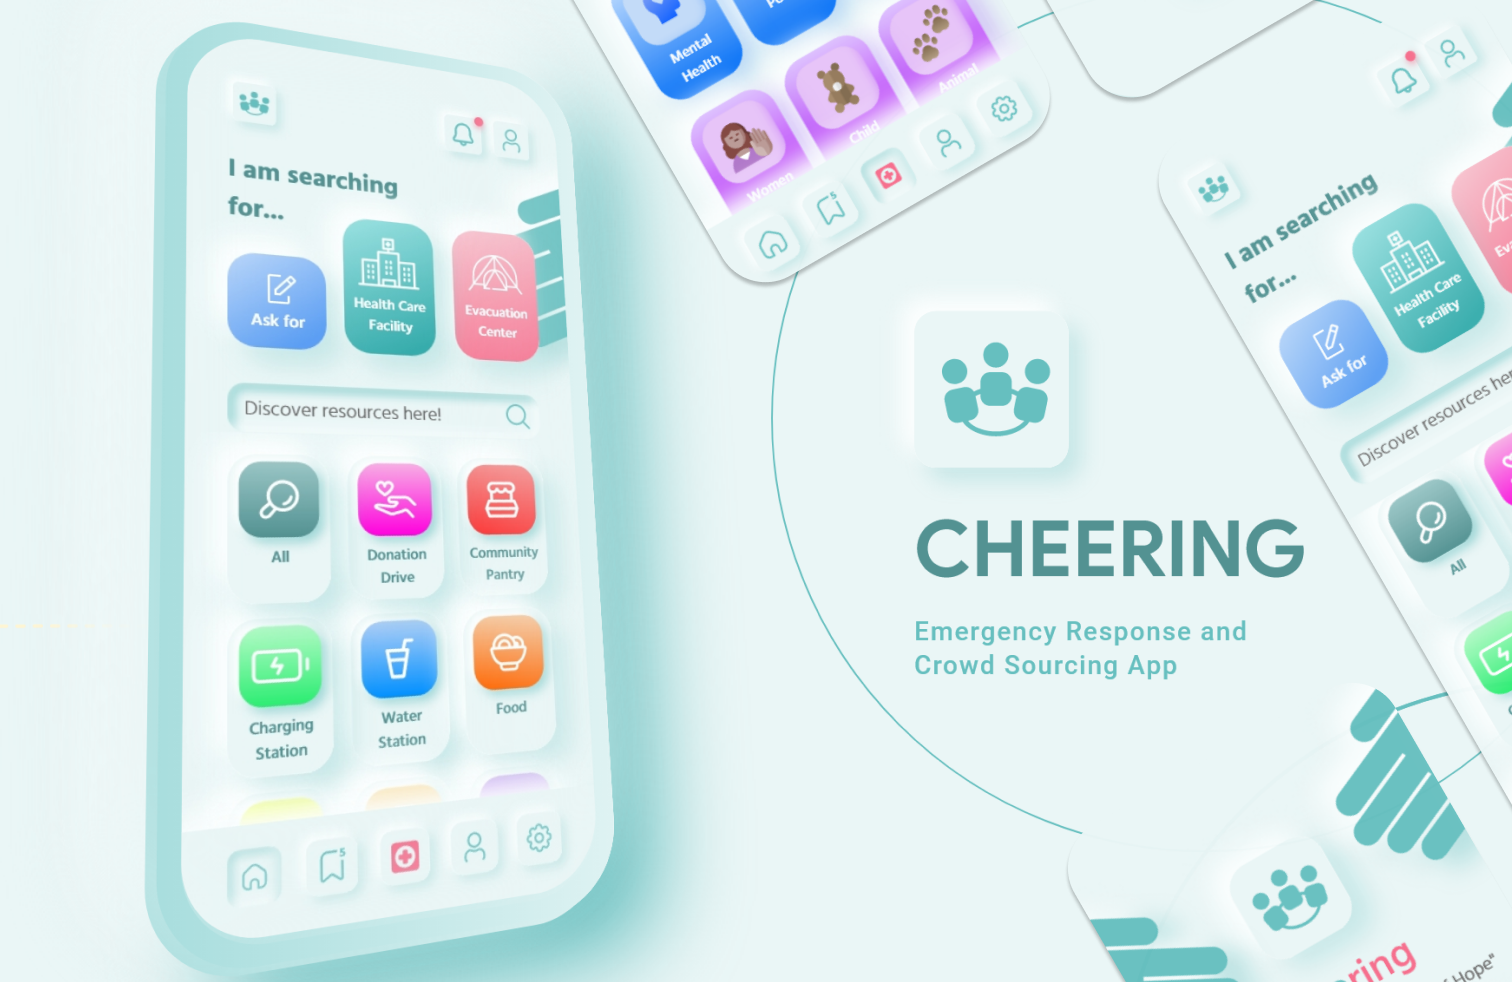 I am searching
for...
Ask for
Health Care
Facility
Evacuation
Center
Discover resources here!
All
Donation
Drive
Community
Pantry
Charging
Station
Water
Station
Food
5
Mental
Health
Women
Child
Animal
5
CHEERING
Emergency Response and
Crowd Sourcing App
I am searching
for...
Ask for
Health Care
Facility
Discover resources
All
Hope"